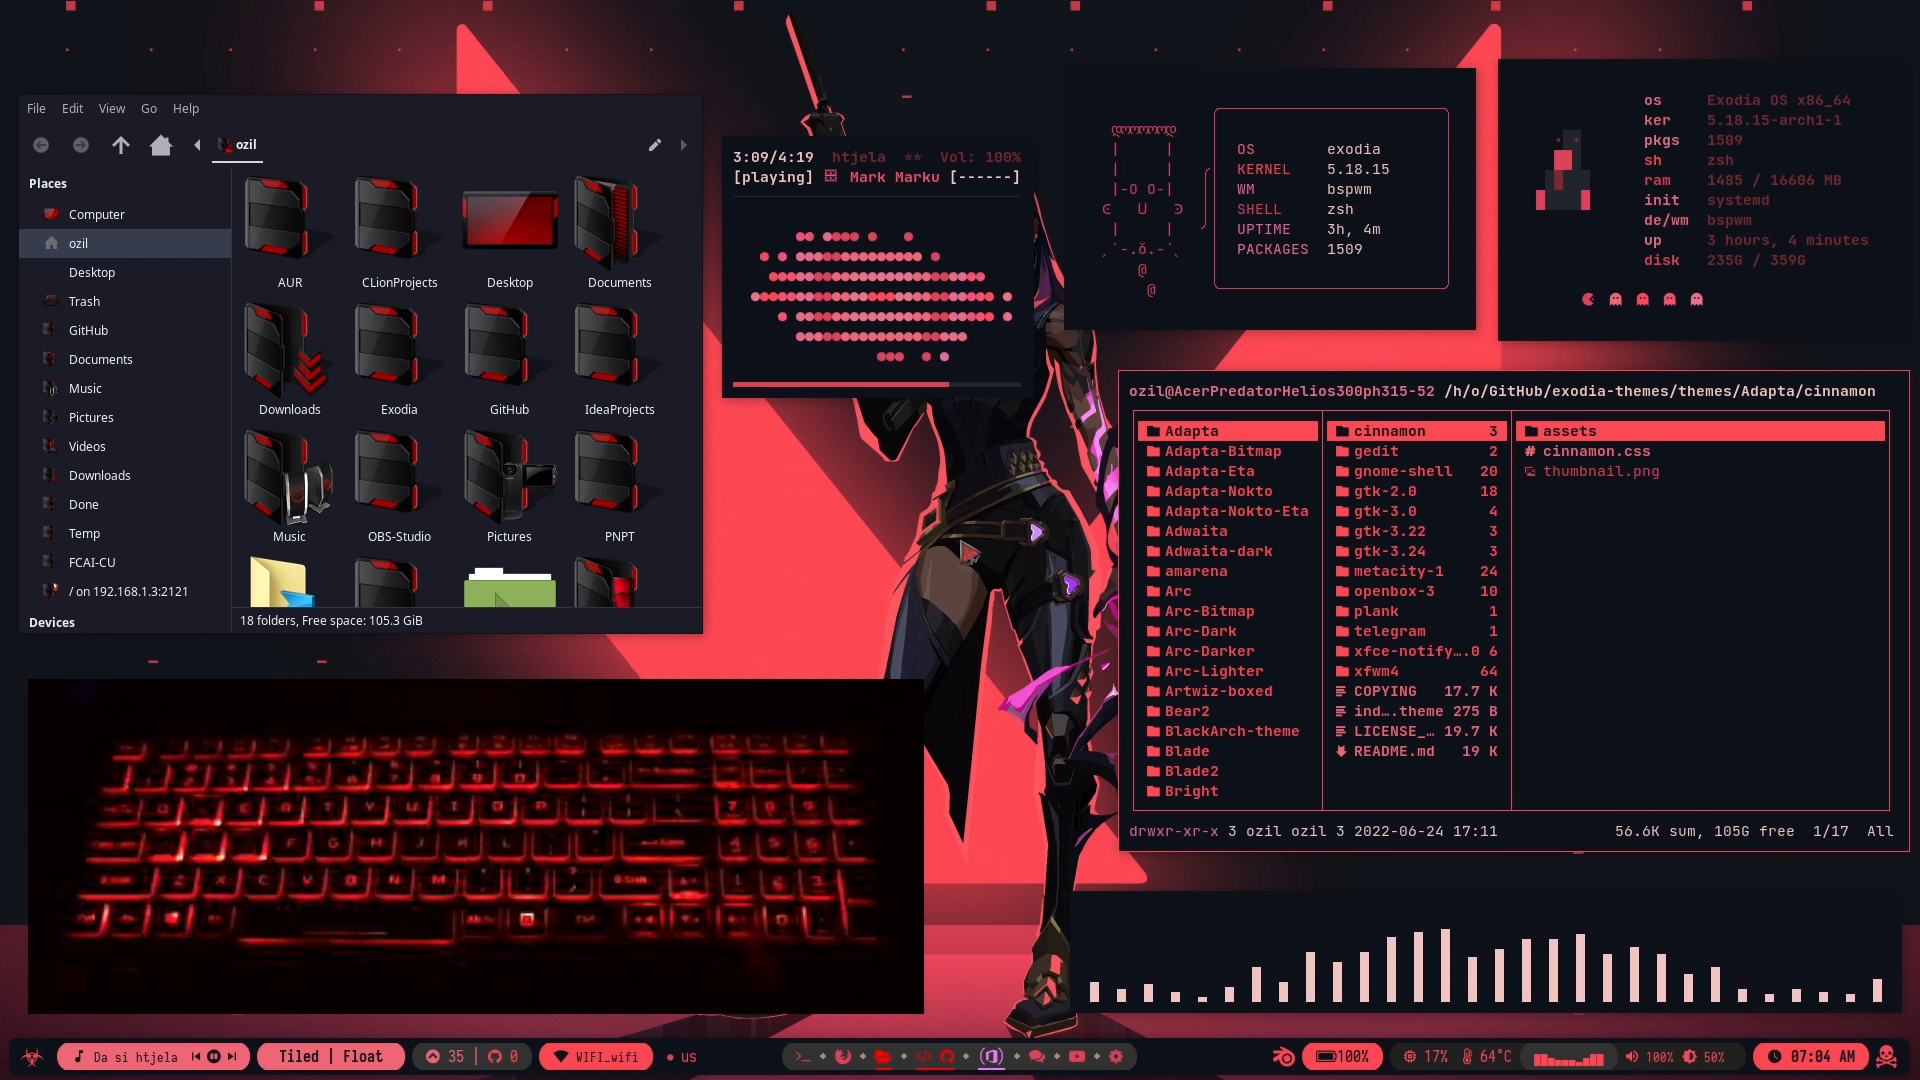 File Edit View Go Help
ozil
Places
Computer
ozil
Desktop
Trash
GitHub
Documents
Music
Pictures
Videos
Downloads
Done
Temp
FCAI-CU
/ on 192.168.1.3:2121
Devices
AUR CLionProjects Desktop Documents
Downloads Exodia GitHub IdeaProjects
Music OBS-Studio Pictures PNPT
18 folders, Free space: 105.3 GiB
3:09/4:19 htjela ** Vol: 100%
[playing] Mark Marku [------]
OS exodia
KERNEL 5.18.15
WM bspwm
SHELL zsh
UPTIME 3h, 4m
PACKAGES 1509
os Exodia OS x86_64
ker 5.18.15-arch1-1
pkgs 1509
sh zsh
ram 1485 / 16606 MB
init systemd
de/wm bspwm
up 3 hours, 4 minutes
disk 235G / 359G
ozil@AcerPredatorHelios300ph315-52 /h/o/GitHub/exodia-themes/themes/Adapta/cinnamon
Adapta cinnamon 3 assets
Adapta-Bitmap gedit 2 # cinnamon.css
Adapta-Eta gnome-shell 20 thumbnail.png
Adapta-Nokto gtk-2.0 18
Adapta-Nokto-Eta gtk-3.0 4
Adwaita gtk-3.22 3
Adwaita-dark gtk-3.24 3
amarena metacity-1 24
Arc openbox-3 10
Arc-Bitmap plank 1
Arc-Dark telegram 1
Arc-Darker xfce-notify….0 6
Arc-Lighter xfwm4 64
Artwiz-boxed COPYING 17.7 K
Bear2 ind….theme 275 B
BlackArch-theme LICENSE_… 19.7 K
Blade README.md 19 K
Blade2
Bright
drwxr-xr-x 3 ozil ozil 3 2022-06-24 17:11 56.6K sum, 105G free 1/17 All
Da si htjela Tiled | Float 35 | 0 WIFI_wifi us 100% 17% 64°C 100% 50% 07:04 AM